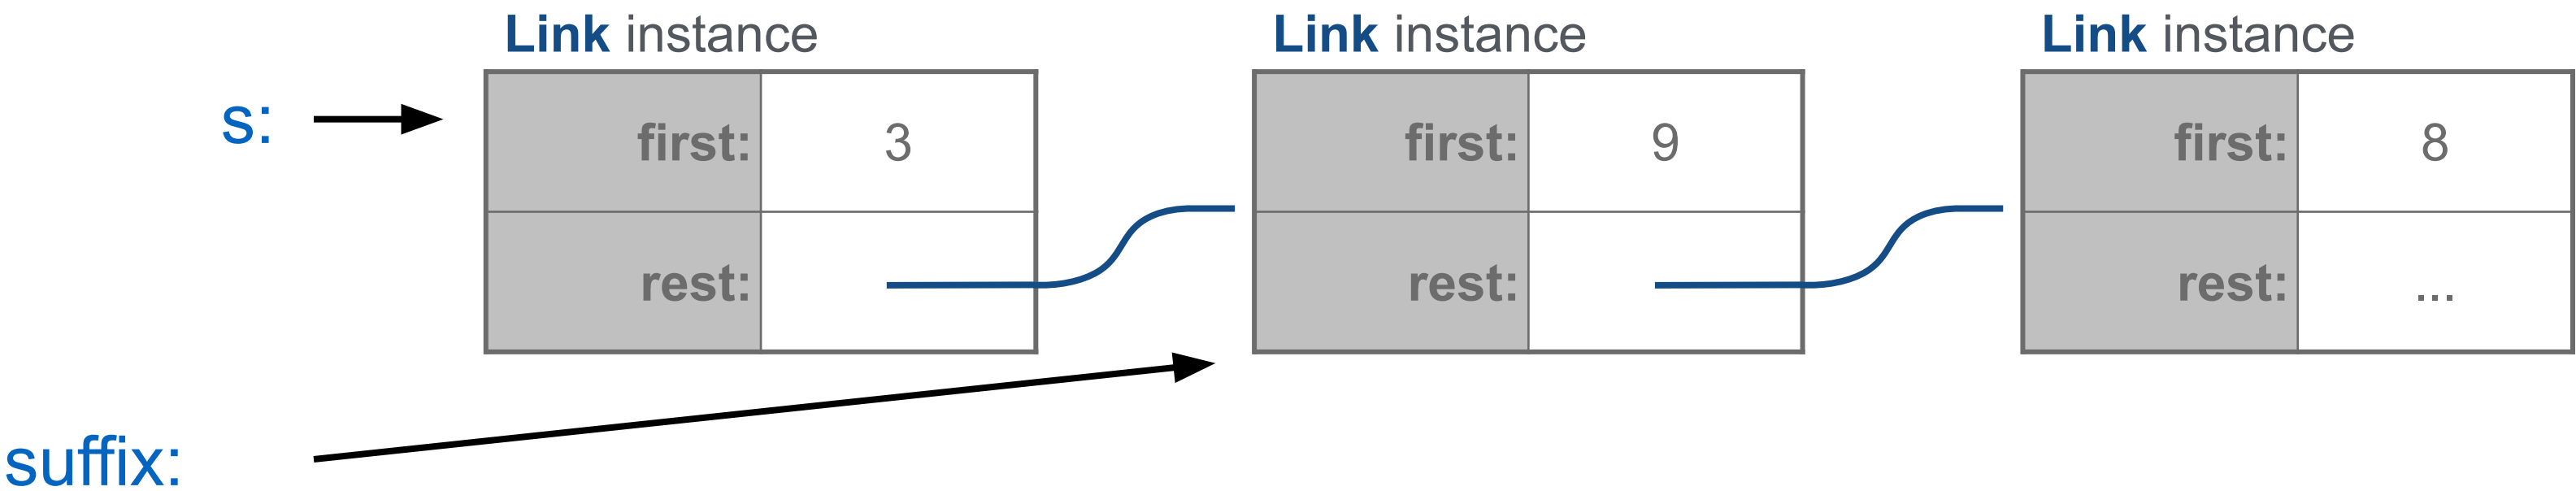 Link instance Link instance Link instance
s: first: 3 first: 9 first: 8
rest: rest: rest: ...
suffix: